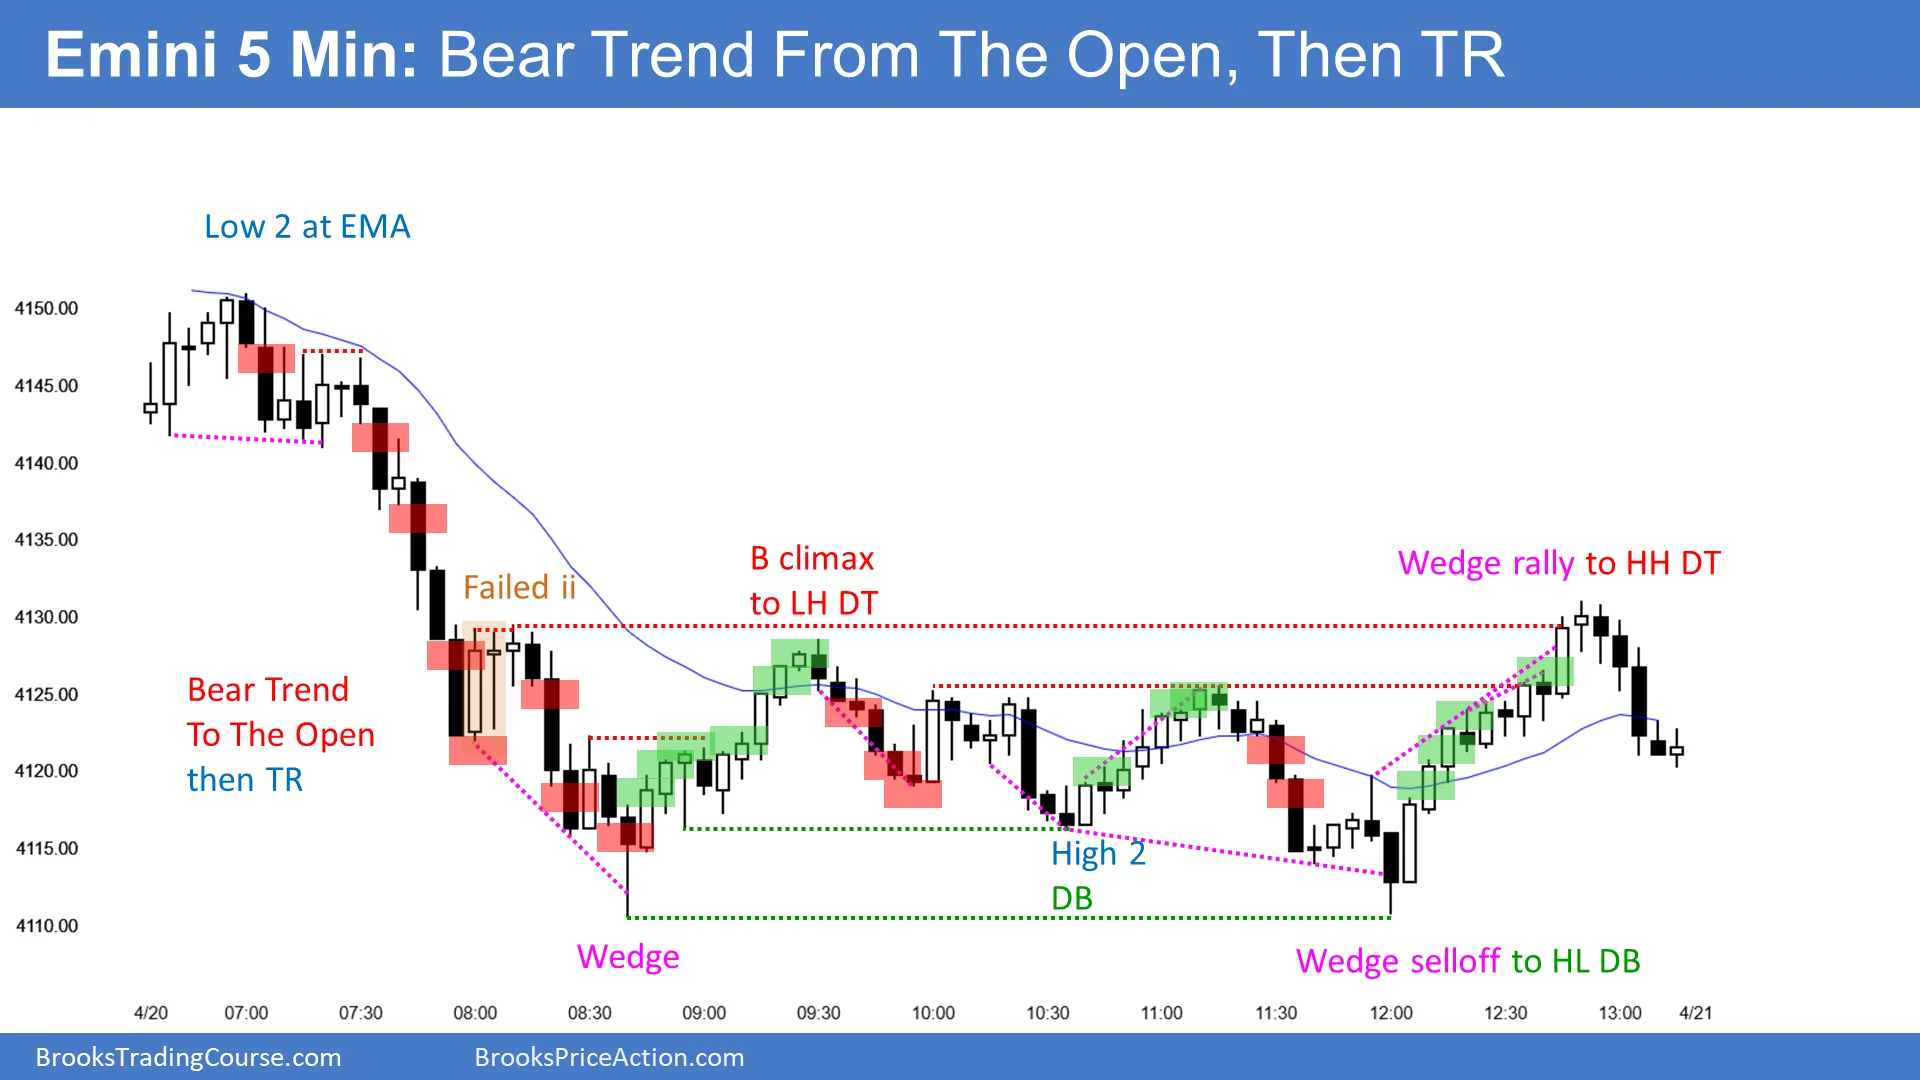 Emini 5 Min: Bear Trend From The Open, Then TR
Low 2 at EMA
4150.00
4145.00
4140.00
4135.00
4130.00
4125.00
4120.00
4115.00
4110.00
Failed ii
B climax
to LH DT
Wedge rally to HH DT
Bear Trend
To The Open
then TR
High 2
DB
Wedge
Wedge selloff to HL DB
4/20 07:00 07:30 08:00 08:30 09:00 09:30 10:00 10:30 11:00 11:30 12:00 12:30 13:00 4/21
BrooksTradingCourse.com BrooksPriceAction.com